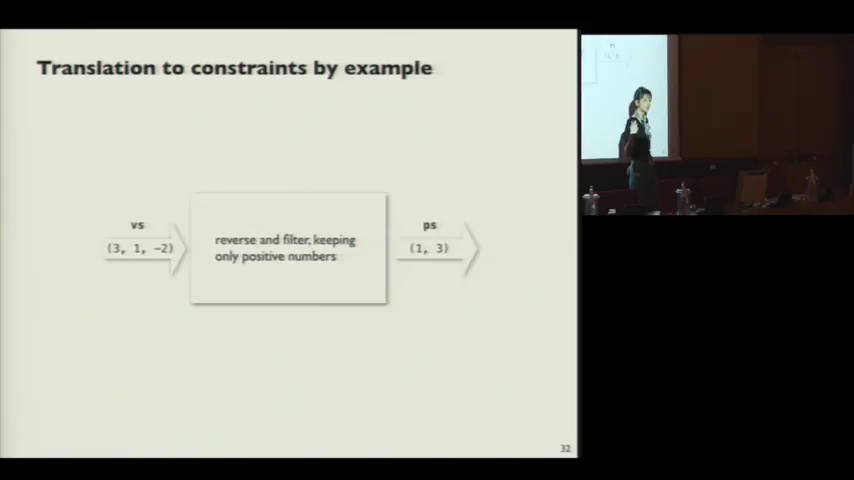 Translation to constraints by example
vs
(3, 1, -2)
reverse and filter, keeping
only positive numbers
ps
(1, 3)
32